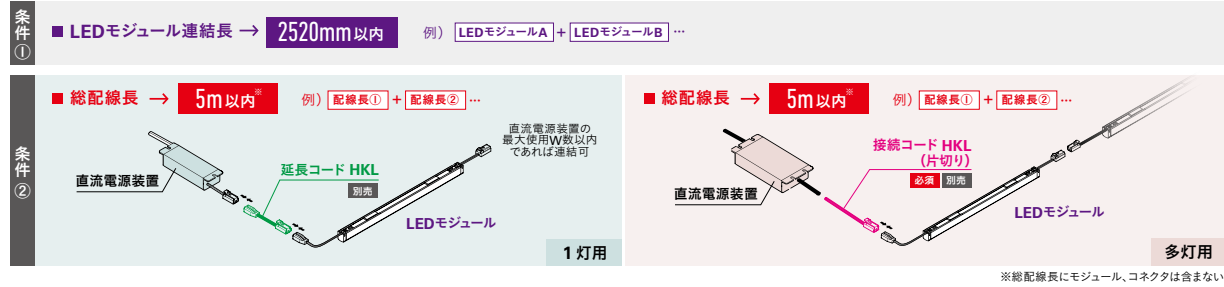 条件①
■ LEDモジュール連結長 → 2520mm以内 例） LEDモジュールA + LEDモジュールB …
条件②
■ 総配線長 → 5m以内※ 例） 配線長① + 配線長② …
直流電源装置の
最大使用W数以内
であれば連結可
延長コード HKL
別売
直流電源装置
LEDモジュール
1灯用
■ 総配線長 → 5m以内※ 例） 配線長① + 配線長② …
接続コード HKL
（片切り）
必須 別売
直流電源装置
LEDモジュール
多灯用
※総配線長にモジュール、コネクタは含まない